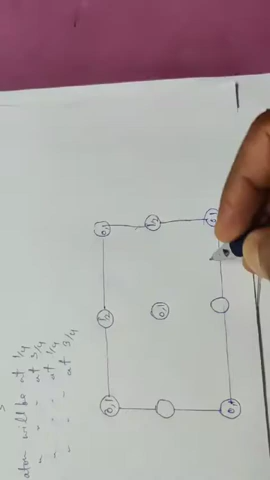 atom will be at 1/4
" - - at 3/4
- - - at 1/4
- - - at 3/4
0,1
1/2
0,1
1/2
0,1
0,1
0,1